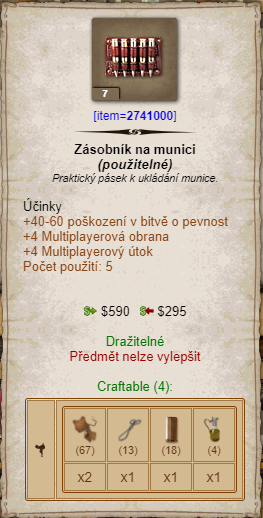 7
[item=2741000]
Zásobník na munici
(použitelné)
Praktický pásek k ukládání munice.
Účinky
+40-60 poškození v bitvě o pevnost
+4 Multiplayerová obrana
+4 Multiplayerový útok
Počet použití: 5
$590 $295
Dražitelné
Předmět nelze vylepšit
Craftable (4):
(67) (13) (18) (4)
x2 x1 x1 x1